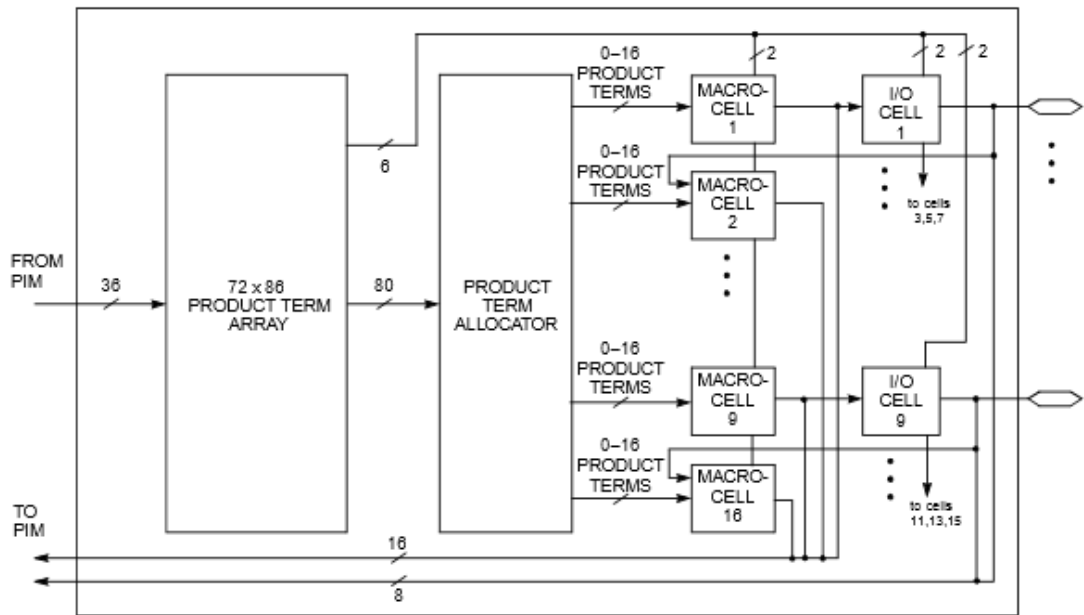 0–16
PRODUCT
TERMS
2
2
2
MACRO-
CELL
1
I/O
CELL
1
6
0–16
PRODUCT
TERMS
MACRO-
CELL
2
to cells
3,5,7
FROM
PIM
36
72 x 86
PRODUCT TERM
ARRAY
80
PRODUCT
TERM
ALLOCATOR
0–16
PRODUCT
TERMS
MACRO-
CELL
9
I/O
CELL
9
0–16
PRODUCT
TERMS
MACRO-
CELL
16
to cells
11,13,15
TO
PIM
16
8